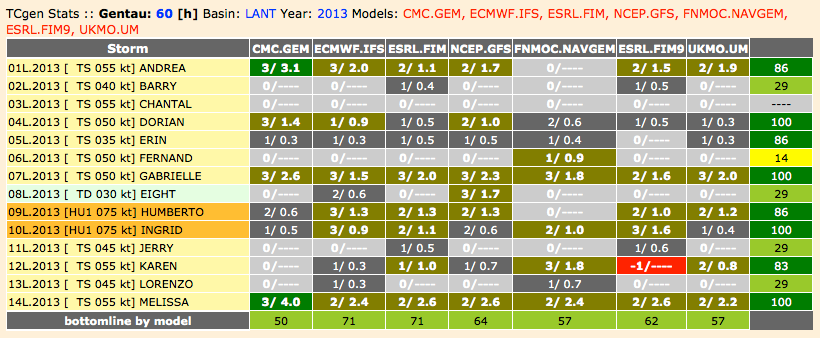 TCgen Stats :: Gentau: 60 [h] Basin: LANT Year: 2013 Models: CMC.GEM, ECMWF.IFS, ESRL.FIM, NCEP.GFS, FNMOC.NAVGEM,
ESRL.FIM9, UKMO.UM
Storm CMC.GEM ECMWF.IFS ESRL.FIM NCEP.GFS FNMOC.NAVGEM ESRL.FIM9 UKMO.UM
01L.2013 [ TS 055 kt] ANDREA 3/ 3.1 3/ 2.0 2/ 1.1 2/ 1.7 0/---- 2/ 1.5 2/ 1.9 86
02L.2013 [ TS 040 kt] BARRY 0/---- 0/---- 1/ 0.4 0/---- 0/---- 1/ 0.5 0/---- 29
03L.2013 [ TS 055 kt] CHANTAL 0/---- 0/---- 0/---- 0/---- 0/---- 0/---- 0/---- ----
04L.2013 [ TS 050 kt] DORIAN 3/ 1.4 1/ 0.9 1/ 0.5 2/ 1.0 2/ 0.6 1/ 0.5 1/ 0.3 100
05L.2013 [ TS 035 kt] ERIN 1/ 0.3 1/ 0.3 1/ 0.5 1/ 0.5 1/ 0.4 0/---- 1/ 0.3 86
06L.2013 [ TS 050 kt] FERNAND 0/---- 0/---- 0/---- 0/---- 1/ 0.9 0/---- 0/---- 14
07L.2013 [ TS 050 kt] GABRIELLE 3/ 2.6 3/ 1.5 3/ 2.0 3/ 2.3 3/ 1.8 2/ 1.6 3/ 2.0 100
08L.2013 [ TD 030 kt] EIGHT 0/---- 2/ 0.6 0/---- 3/ 1.7 0/---- 0/---- 0/---- 29
09L.2013 [HU1 075 kt] HUMBERTO 2/ 0.6 3/ 1.3 2/ 1.3 2/ 1.3 0/---- 2/ 1.0 2/ 1.2 86
10L.2013 [HU1 075 kt] INGRID 1/ 0.5 3/ 0.9 2/ 1.1 2/ 0.6 2/ 1.0 3/ 1.6 1/ 0.4 100
11L.2013 [ TS 045 kt] JERRY 0/---- 0/---- 1/ 0.5 0/---- 0/---- 1/ 0.6 0/---- 29
12L.2013 [ TS 055 kt] KAREN 0/---- 1/ 0.3 1/ 1.0 1/ 0.7 3/ 1.8 -1/---- 2/ 0.8 83
13L.2013 [ TS 045 kt] LORENZO 0/---- 1/ 0.3 0/---- 0/---- 1/ 0.7 0/---- 0/---- 29
14L.2013 [ TS 055 kt] MELISSA 3/ 4.0 2/ 2.4 2/ 2.6 2/ 2.6 2/ 2.4 2/ 2.6 2/ 2.2 100
bottomline by model 50 71 71 64 57 62 57